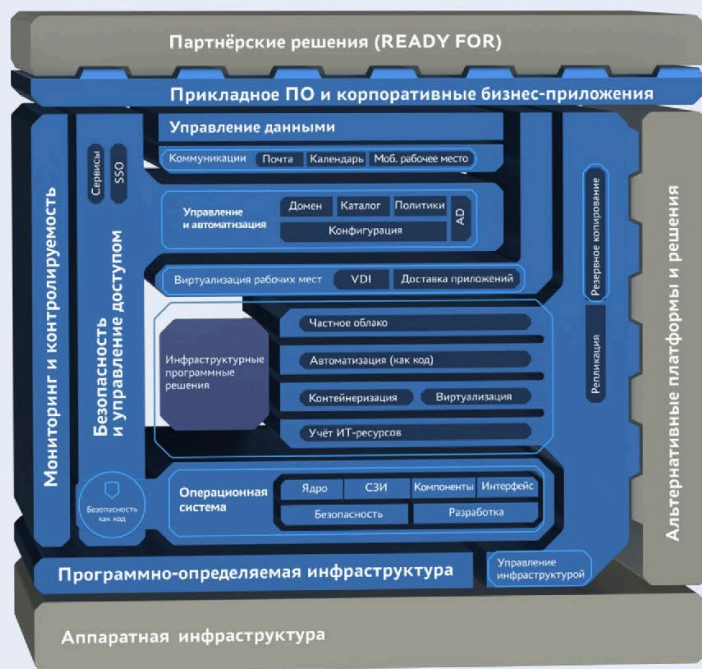 Партнёрские решения (READY FOR)
Прикладное ПО и корпоративные бизнес-приложения
Мониторинг и контролируемость
Сервисы
SSO
Безопасность
и управление доступом
Безопасность
как код
Управление данными
Коммуникации
Почта
Календарь
Моб. рабочее место
Управление
и автоматизация
Домен
Каталог
Политики
AD
Конфигурация
Виртуализация рабочих мест
VDI
Доставка приложений
Инфраструктурные
программные
решения
Частное облако
Автоматизация (как код)
Контейнеризация
Виртуализация
Учёт ИТ-ресурсов
Операционная
система
Ядро
СЗИ
Компоненты
Интерфейс
Безопасность
Разработка
Резервное копирование
Репликация
Альтернативные платформы и решения
Программно-определяемая инфраструктура
Управление
инфраструктурой
Аппаратная инфраструктура